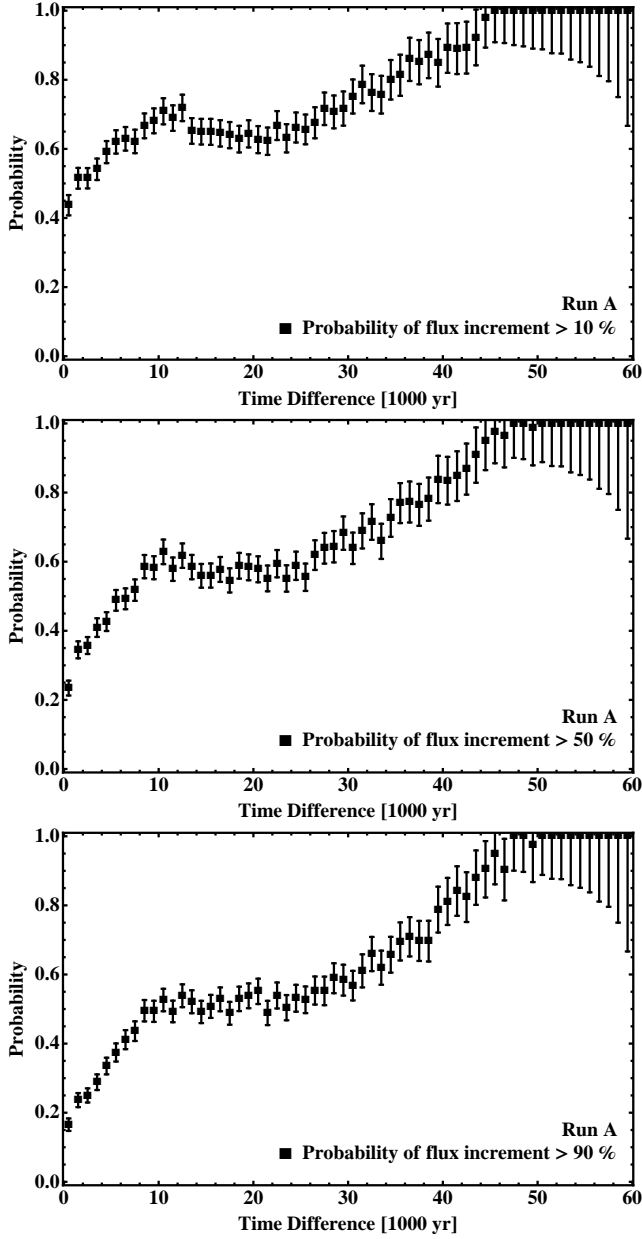 1.0
0.8
0.6
0.4
0.2
0.0
Probability
Run A
■ Probability of flux increment > 10 %
0 10 20 30 40 50 60
Time Difference [1000 yr]
1.0
0.8
0.6
0.4
0.2
0.0
Probability
Run A
■ Probability of flux increment > 50 %
0 10 20 30 40 50 60
Time Difference [1000 yr]
1.0
0.8
0.6
0.4
0.2
0.0
Probability
Run A
■ Probability of flux increment > 90 %
0 10 20 30 40 50 60
Time Difference [1000 yr]